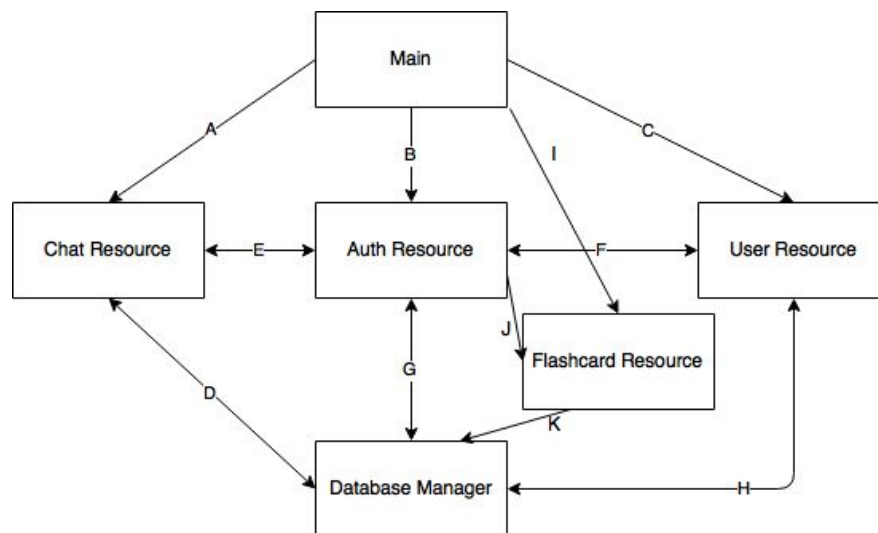 Main
A
B
I
C
Chat Resource
E
Auth Resource
F
User Resource
J
Flashcard Resource
G
D
K
Database Manager
H